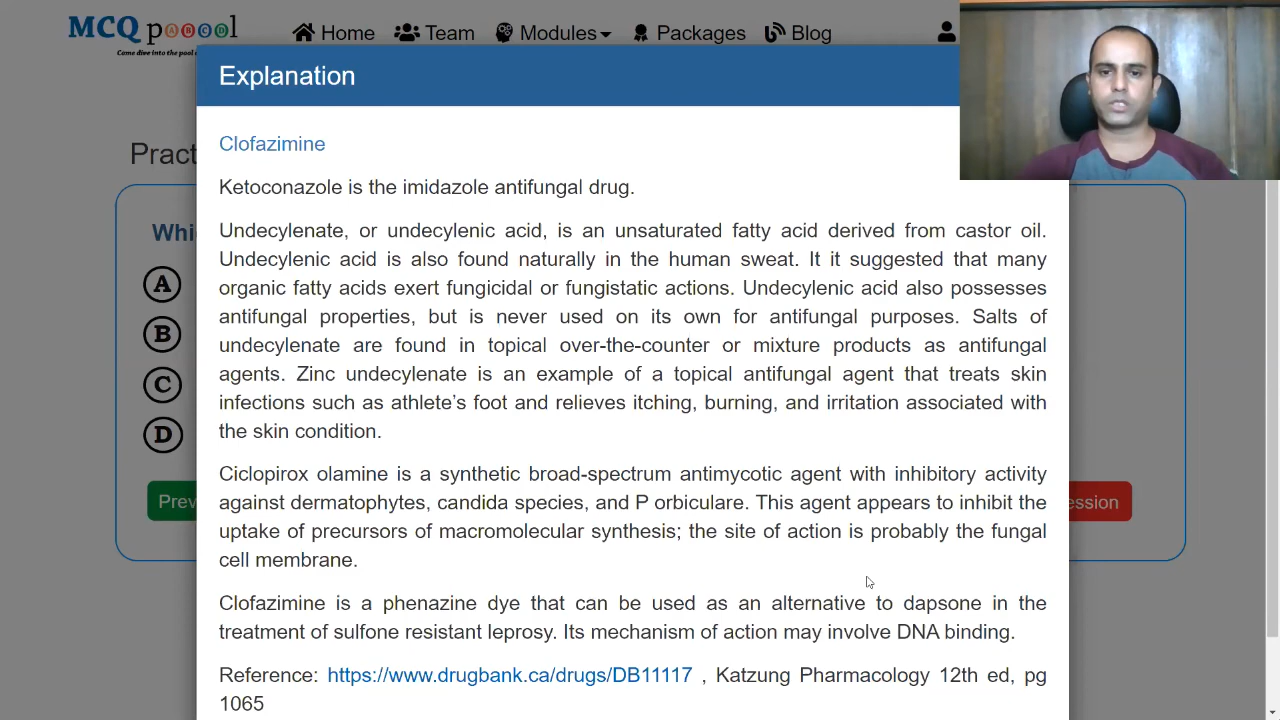 MCQ poood
Come dive into the pool
Home Team Modules Packages Blog
Explanation
Clofazimine
Pract
Ketoconazole is the imidazole antifungal drug.
Undecylenate, or undecylenic acid, is an unsaturated fatty acid derived from castor oil.
Whi
Undecylenic acid is also found naturally in the human sweat. It it suggested that many
A
organic fatty acids exert fungicidal or fungistatic actions. Undecylenic acid also possesses
antifungal properties, but is never used on its own for antifungal purposes. Salts of
B
undecylenate are found in topical over-the-counter or mixture products as antifungal
agents. Zinc undecylenate is an example of a topical antifungal agent that treats skin
C
infections such as athlete's foot and relieves itching, burning, and irritation associated with
the skin condition.
D
Ciclopirox olamine is a synthetic broad-spectrum antimycotic agent with inhibitory activity
against dermatophytes, candida species, and P orbiculare. This agent appears to inhibit the
Prev
ession
uptake of precursors of macromolecular synthesis; the site of action is probably the fungal
cell membrane.
Clofazimine is a phenazine dye that can be used as an alternative to dapsone in the
treatment of sulfone resistant leprosy. Its mechanism of action may involve DNA binding.
Reference: https://www.drugbank.ca/drugs/DB11117 , Katzung Pharmacology 12th ed, pg
1065